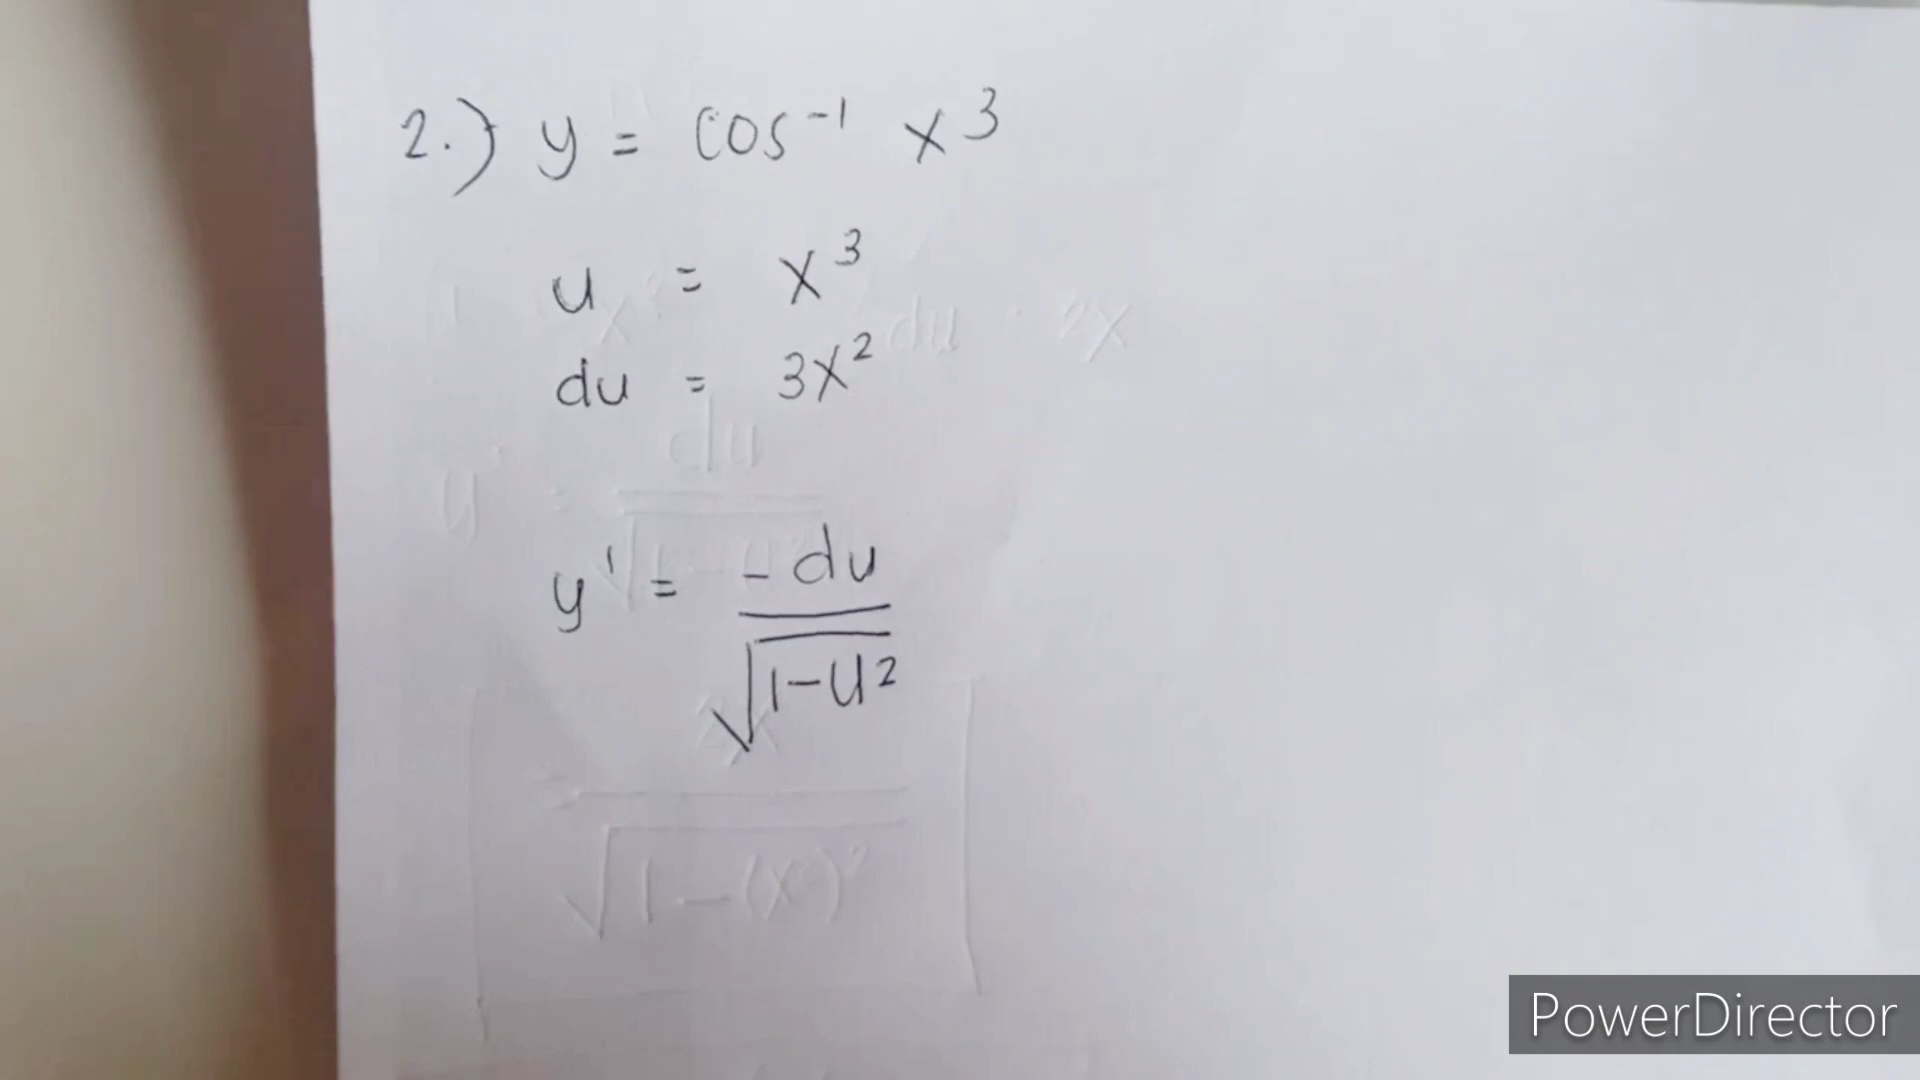 2.) y = cos⁻¹ x³
u = x³
du = 3x²
y' = -du / √1-u²
PowerDirector